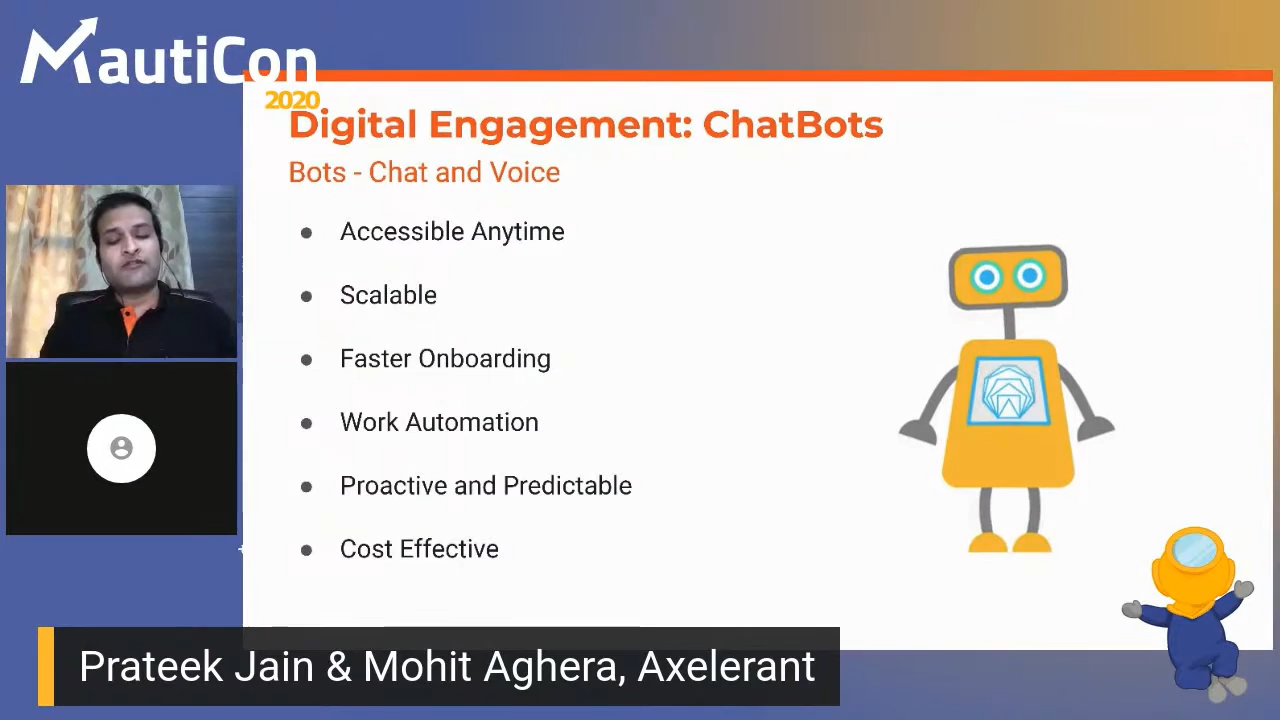 MautiCon
2020
Digital Engagement: ChatBots
Bots - Chat and Voice
● Accessible Anytime
● Scalable
● Faster Onboarding
● Work Automation
● Proactive and Predictable
● Cost Effective
Prateek Jain & Mohit Aghera, Axelerant